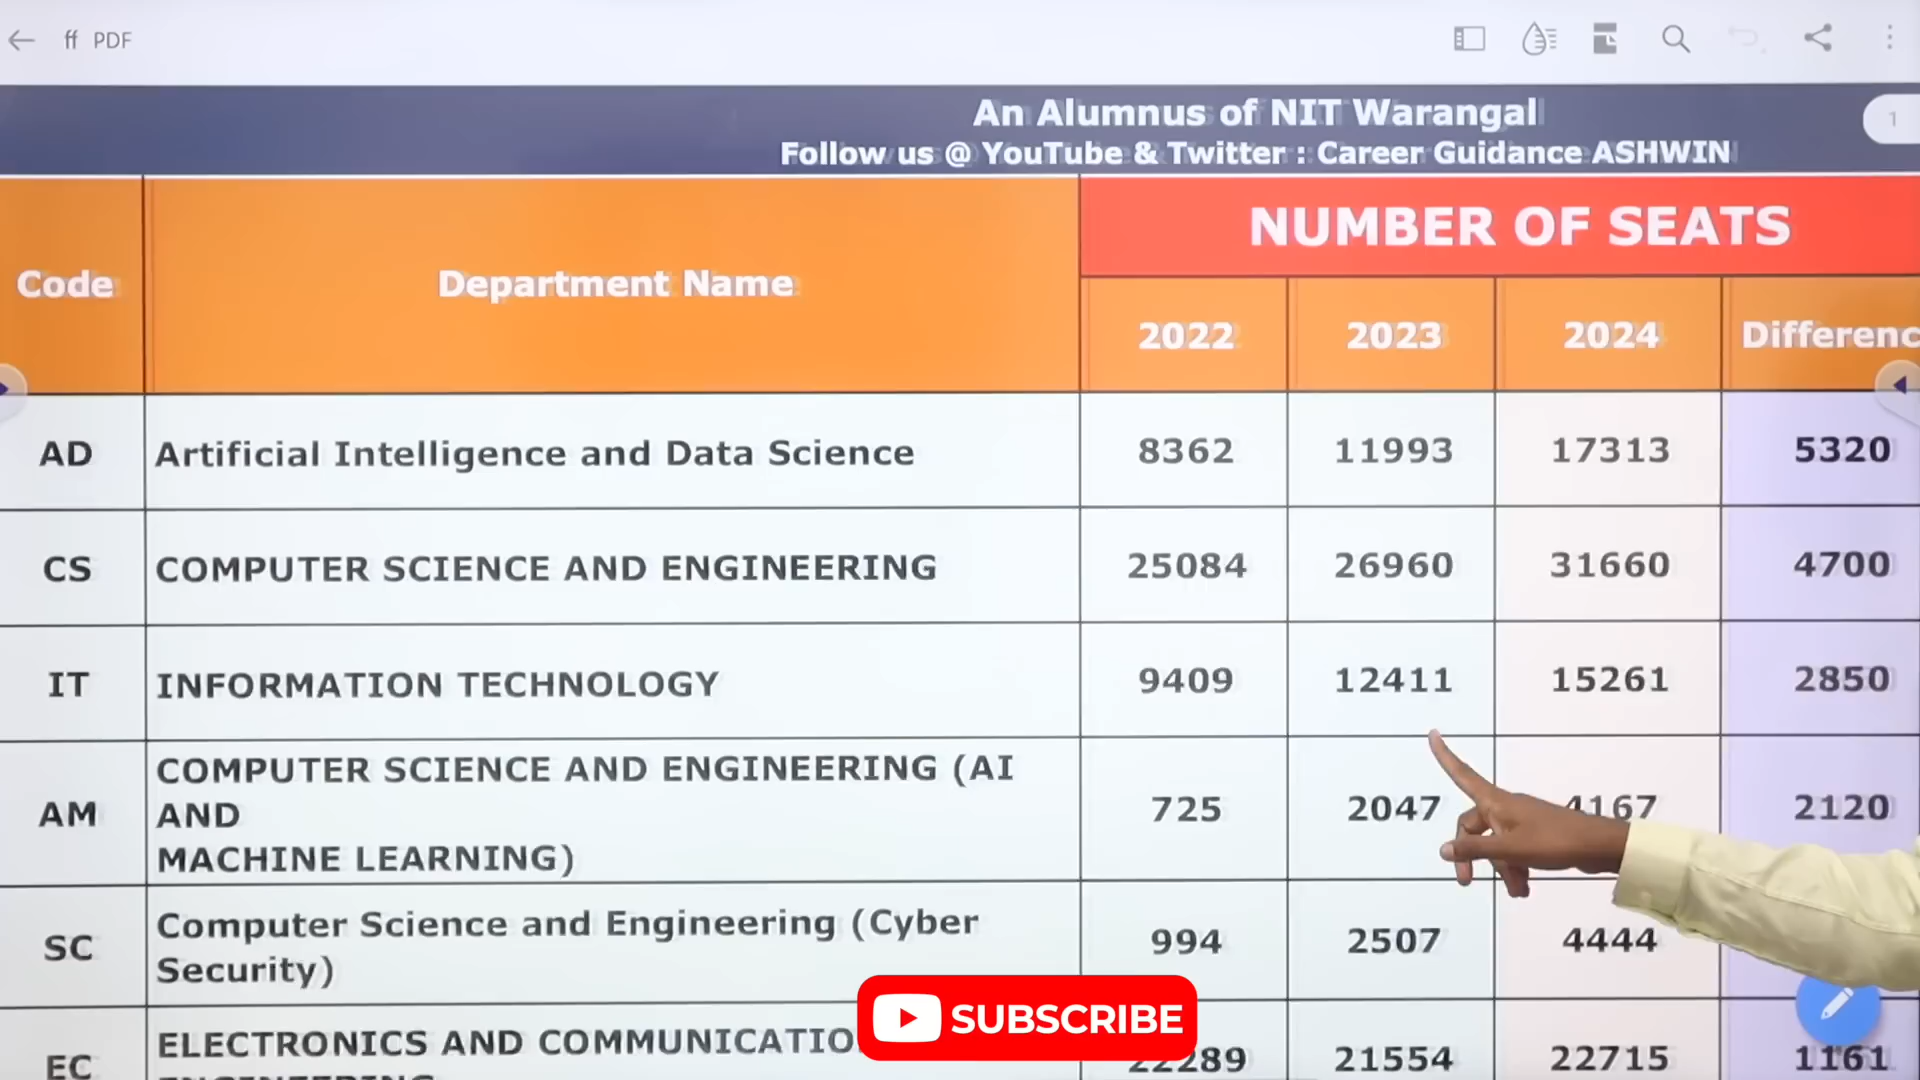 ff PDF
An Alumnus of NIT Warangal
Follow us @ YouTube & Twitter : Career Guidance ASHWIN
1
Code Department Name NUMBER OF SEATS
2022 2023 2024 Differenc
AD Artificial Intelligence and Data Science 8362 11993 17313 5320
CS COMPUTER SCIENCE AND ENGINEERING 25084 26960 31660 4700
IT INFORMATION TECHNOLOGY 9409 12411 15261 2850
COMPUTER SCIENCE AND ENGINEERING (AI
AM AND 725 2047 4167 2120
MACHINE LEARNING)
Computer Science and Engineering (Cyber
SC Security) 994 2507 4444
ELECTRONICS AND COMMUNICATIO
EC 22289 21554 22715 1161
SUBSCRIBE